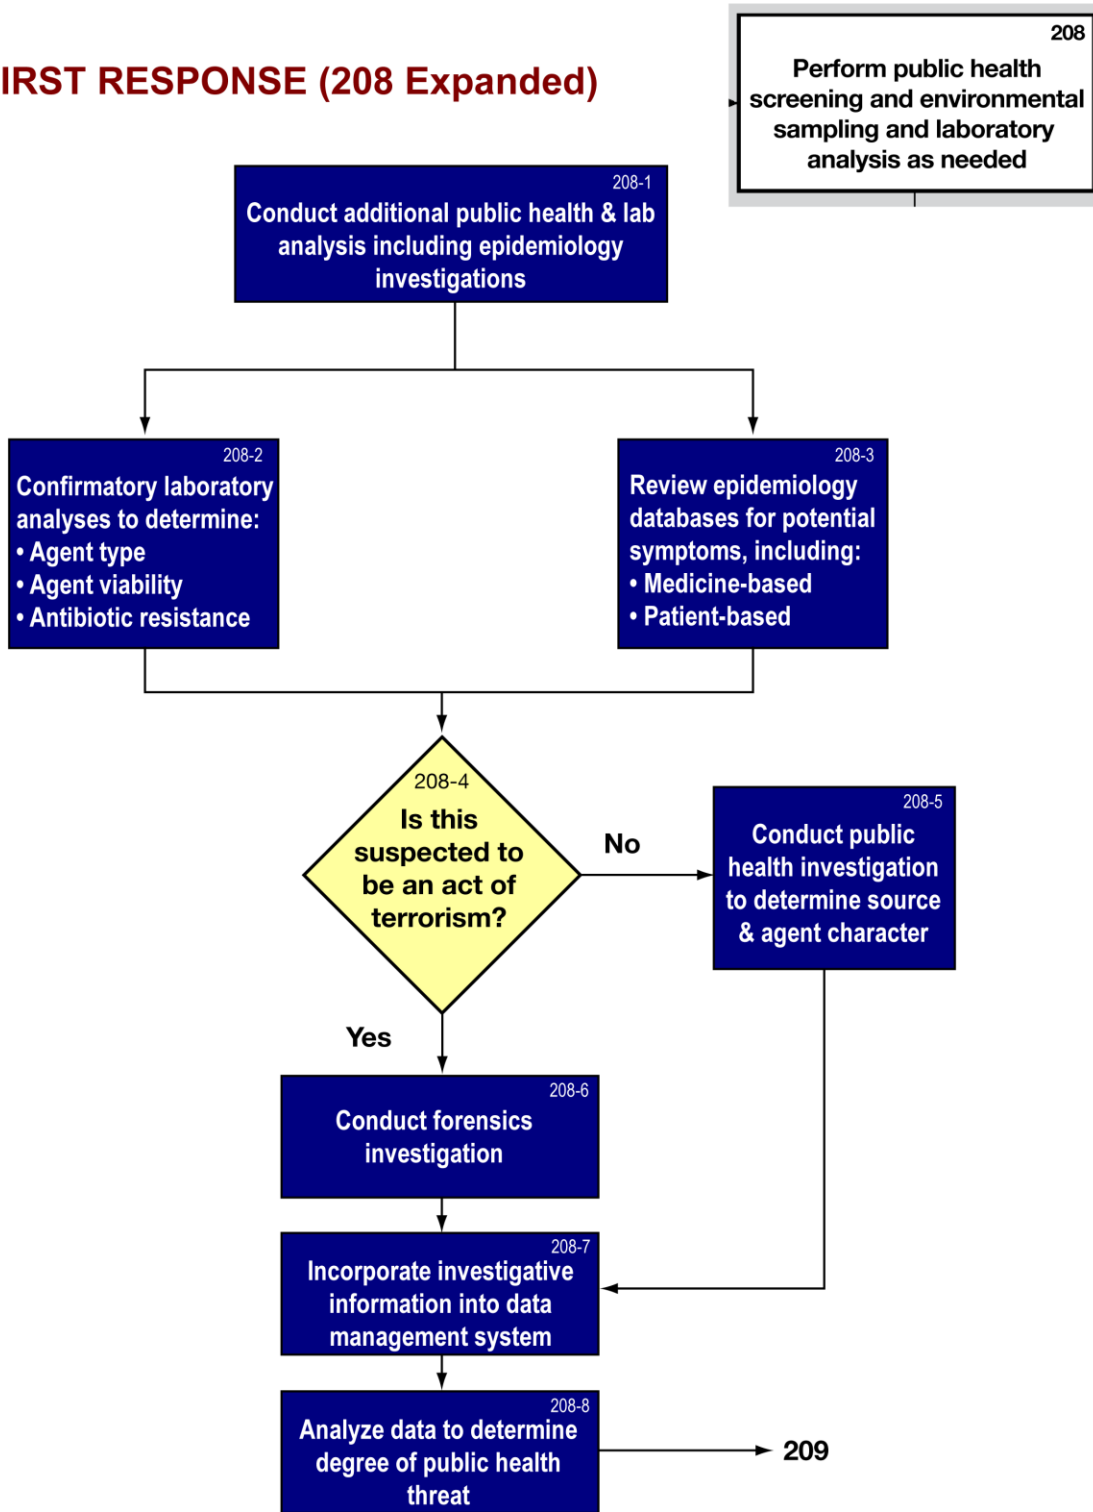 IRST RESPONSE (208 Expanded)
208
Perform public health
screening and environmental
sampling and laboratory
analysis as needed
208-1
Conduct additional public health & lab
analysis including epidemiology
investigations
208-2
Confirmatory laboratory
analyses to determine:
• Agent type
• Agent viability
• Antibiotic resistance
208-3
Review epidemiology
databases for potential
symptoms, including:
• Medicine-based
• Patient-based
208-4
Is this
suspected to
be an act of
terrorism?
No
208-5
Conduct public
health investigation
to determine source
& agent character
Yes
208-6
Conduct forensics
investigation
208-7
Incorporate investigative
information into data
management system
208-8
Analyze data to determine
degree of public health
threat
209